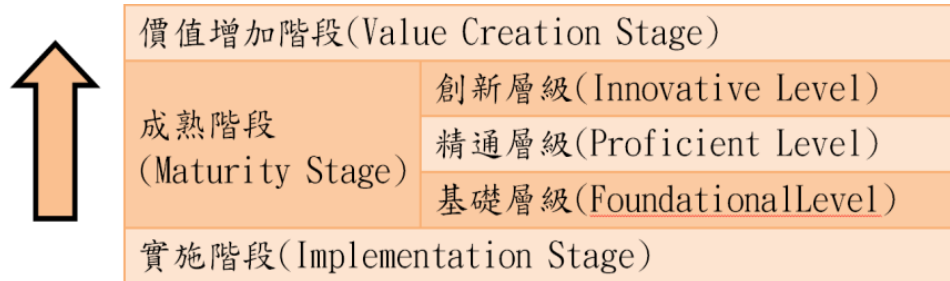 價值增加階段(Value Creation Stage)
成熟階段
(Maturity Stage)
創新層級(Innovative Level)
精通層級(Proficient Level)
基礎層級(FoundationalLevel)
實施階段(Implementation Stage)